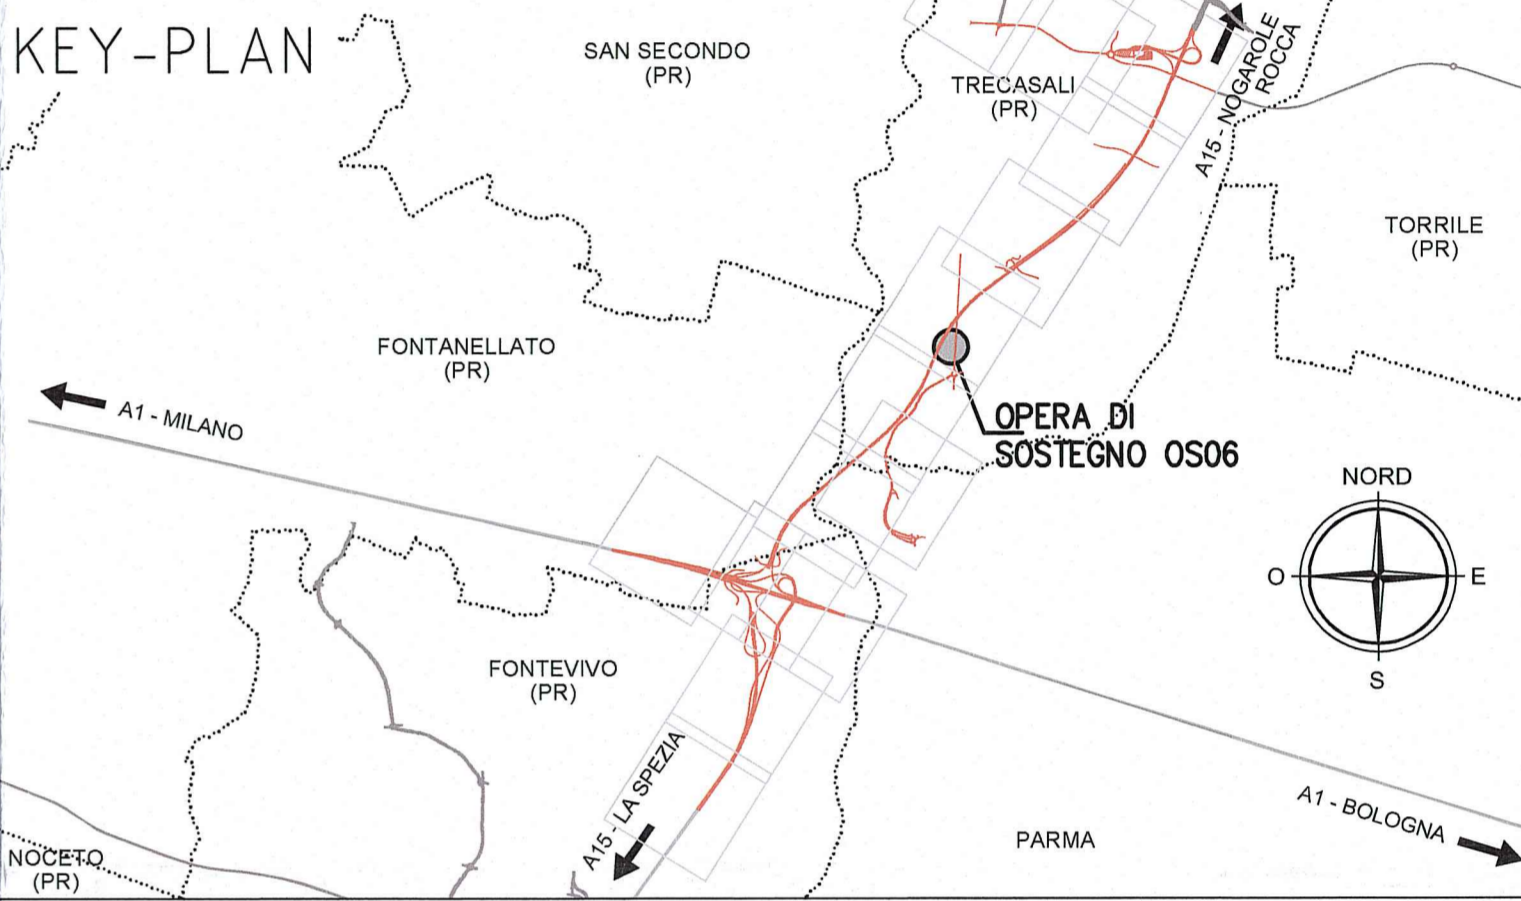 KEY-PLAN
SAN SECONDO
(PR)
TRECASALI
(PR)
A15 - NOGAROLE
ROCCA
TORRILE
(PR)
FONTANELLATO
(PR)
A1 - MILANO
OPERA DI
SOSTEGNO OS06
NORD
O
E
S
FONTEVIVO
(PR)
A15 - LA SPEZIA
A1 - BOLOGNA
PARMA
NOCETO
(PR)